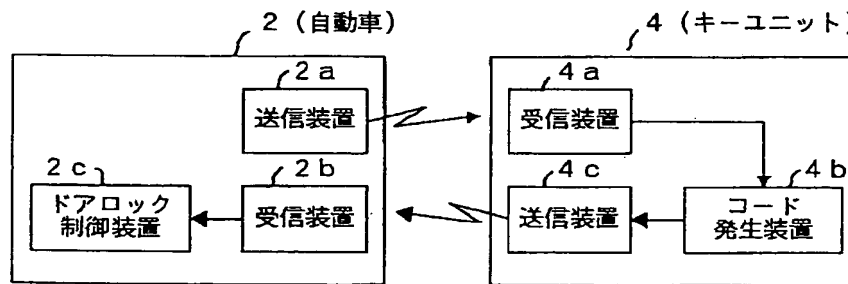 2 (自動車)
4 (キーユニット)
2a
送信装置
4a
受信装置
2c
ドアロック
制御装置
2b
受信装置
4c
送信装置
4b
コード
発生装置